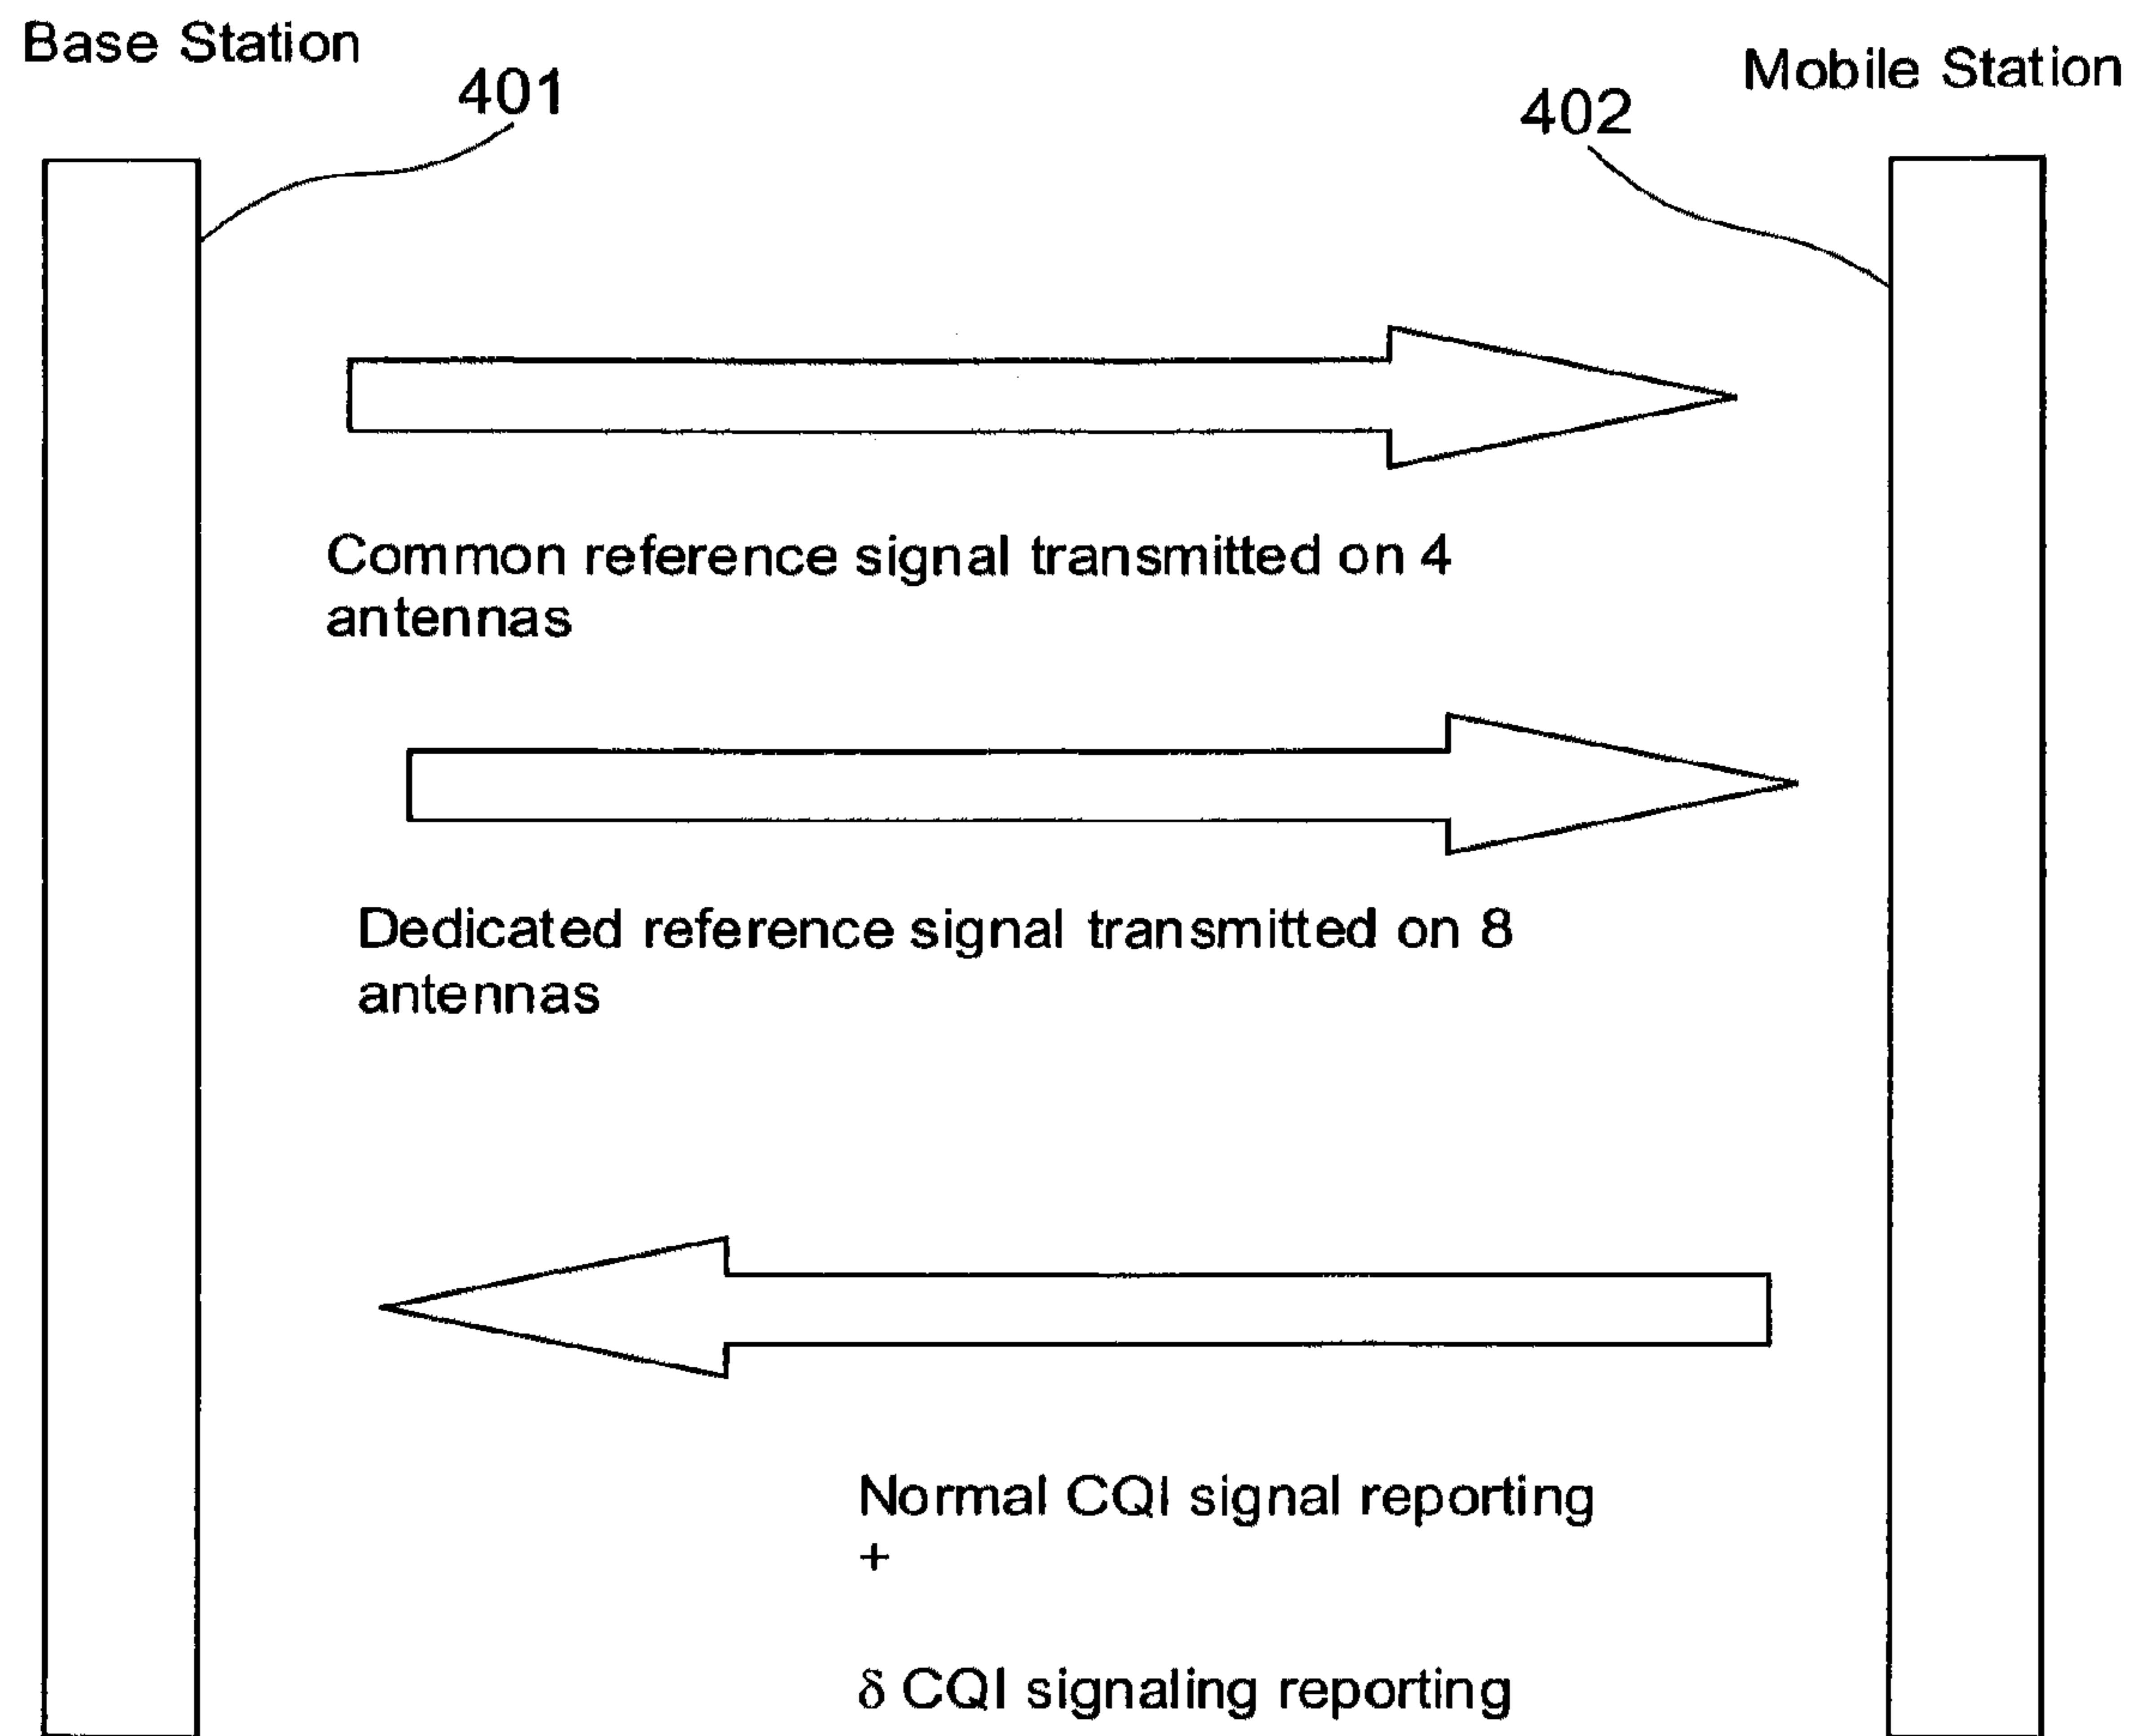 Base Station
Mobile Station
401
402
Common reference signal transmitted on 4
antennas
Dedicated reference signal transmitted on 8
antennas
Normal CQI signal reporting
+
δ CQI signaling reporting